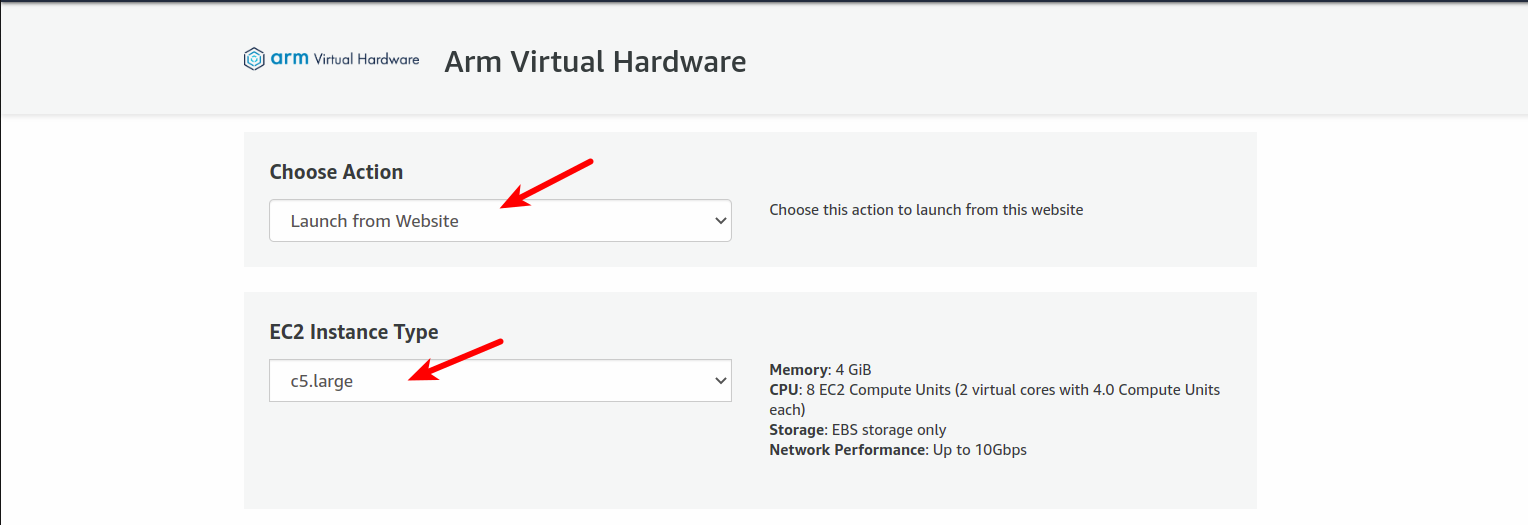 arm Virtual Hardware
Arm Virtual Hardware
Choose Action
Launch from Website
Choose this action to launch from this website
EC2 Instance Type
c5.large
Memory: 4 GiB
CPU: 8 EC2 Compute Units (2 virtual cores with 4.0 Compute Units
each)
Storage: EBS storage only
Network Performance: Up to 10Gbps